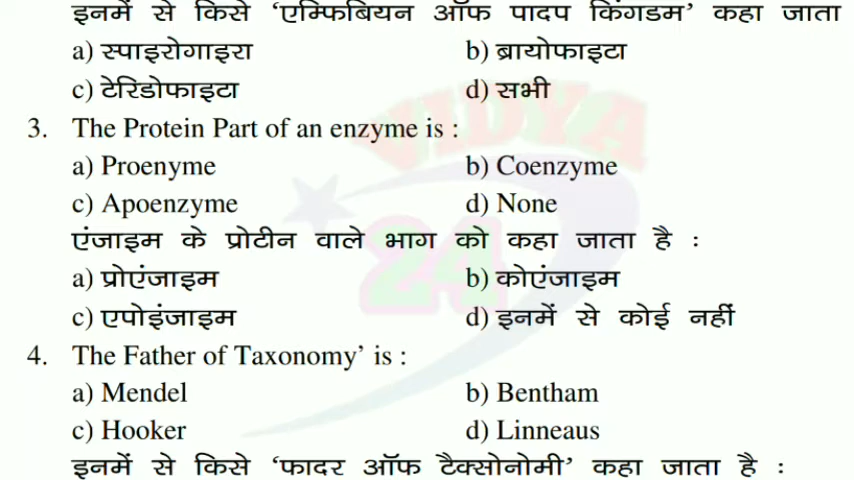 इनमें से किसे ‘एम्फिबियन ऑफ पादप किंगडम’ कहा जाता
a) स्पाइरोगाइरा b) ब्रायोफाइटा
c) टेरिडोफाइटा d) सभी
3. The Protein Part of an enzyme is :
a) Proenyme b) Coenzyme
c) Apoenzyme d) None
एंजाइम के प्रोटीन वाले भाग को कहा जाता है :
a) प्रोएंजाइम b) कोएंजाइम
c) एपोइंजाइम d) इनमें से कोई नहीं
4. The Father of Taxonomy’ is :
a) Mendel b) Bentham
c) Hooker d) Linneaus
इनमें से किसे ‘फादर ऑफ टैक्सोनोमी’ कहा जाता है :
VIDYA
24